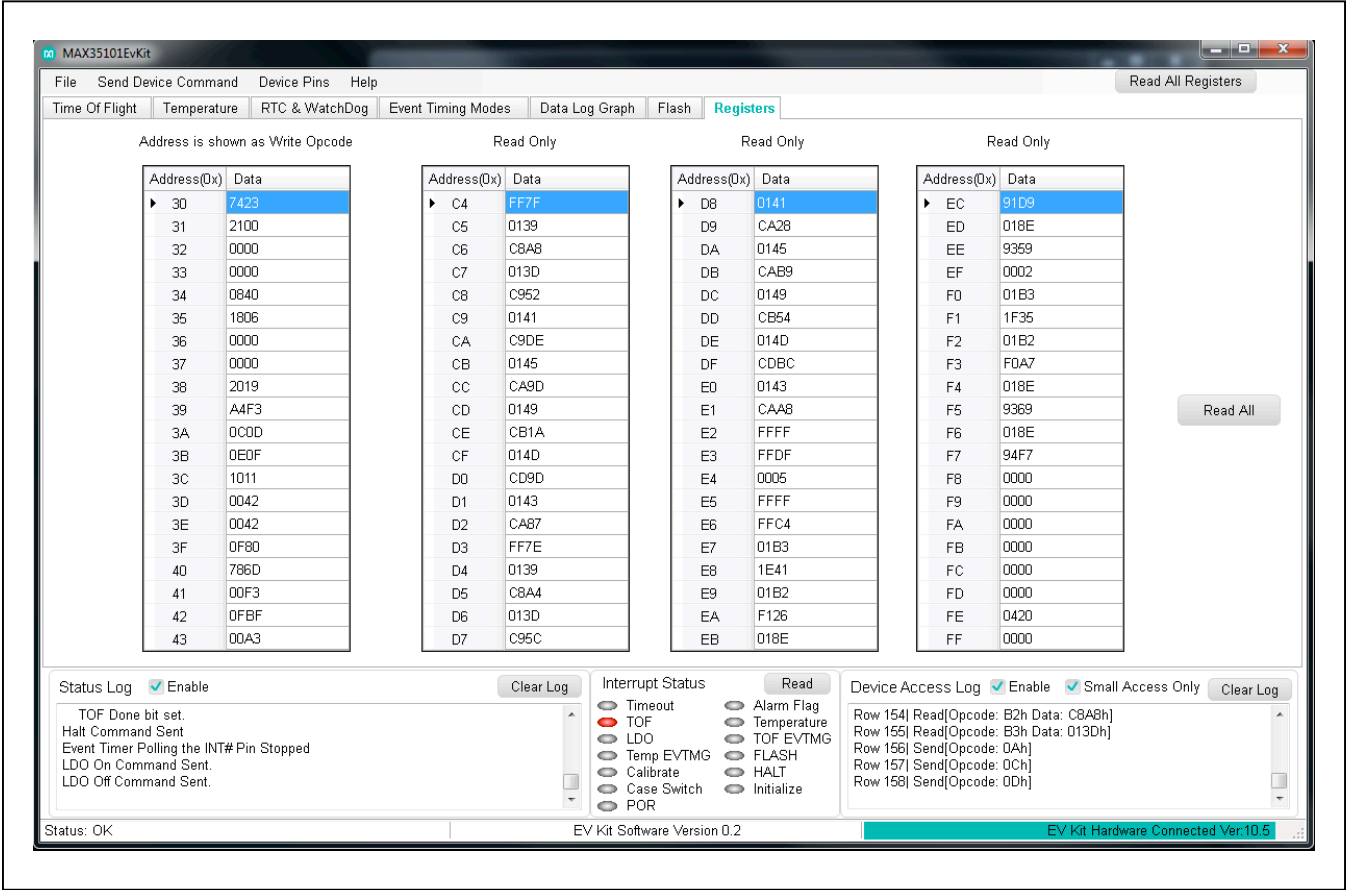 MAX35101EvKit
File Send Device Command Device Pins Help Read All Registers
Time Of Flight Temperature RTC & WatchDog Event Timing Modes Data Log Graph Flash Registers
Address is shown as Write Opcode Read Only Read Only Read Only
Address(0x) Data Address(0x) Data Address(0x) Data Address(0x) Data
30 7423 C4 FF7F D8 0141 EC 91D9
31 2100 C5 0139 D9 CA28 ED 018E
32 0000 C6 C8A8 DA 0145 EE 9359
33 0000 C7 013D DB CAB9 EF 0002
34 0840 C8 C952 DC 0149 F0 01B3
35 1806 C9 0141 DD CB54 F1 1F35
36 0000 CA C9DE DE 014D F2 01B2
37 0000 CB 0145 DF CDBC F3 F0A7
38 2019 CC CA9D E0 0143 F4 018E
39 A4F3 CD 0149 E1 CAA8 F5 9369
Read All
3A 0C0D CE CB1A E2 FFFF F6 018E
3B 0E0F CF 014D E3 FFDF F7 94F7
3C 1011 D0 CD9D E4 0005 F8 0000
3D 0042 D1 0143 E5 FFFF F9 0000
3E 0042 D2 CA87 E6 FFC4 FA 0000
3F 0F80 D3 FF7E E7 01B3 FB 0000
40 786D D4 0139 E8 1E41 FC 0000
41 00F3 D5 C8A4 E9 01B2 FD 0000
42 0FBF D6 013D EA F126 FE 0420
43 00A3 D7 C95C EB 018E FF 0000
Status Log Enable Clear Log
TOF Done bit set.
Halt Command Sent
Event Timer Polling the INT# Pin Stopped
LDO On Command Sent.
LDO Off Command Sent.
Interrupt Status Read
Timeout Alarm Flag
TOF Temperature
LDO TOF EVTMG
Temp EVTMG FLASH
Calibrate HALT
Case Switch Initialize
POR
Device Access Log Enable Small Access Only Clear Log
Row 154| Read[Opcode: B2h Data: C8A8h]
Row 155| Read[Opcode: B3h Data: 013Dh]
Row 156| Send[Opcode: 0Ah]
Row 157| Send[Opcode: 0Ch]
Row 158| Send[Opcode: 0Dh]
Status: OK EV Kit Software Version 0.2 EV Kit Hardware Connected Ver:10.5